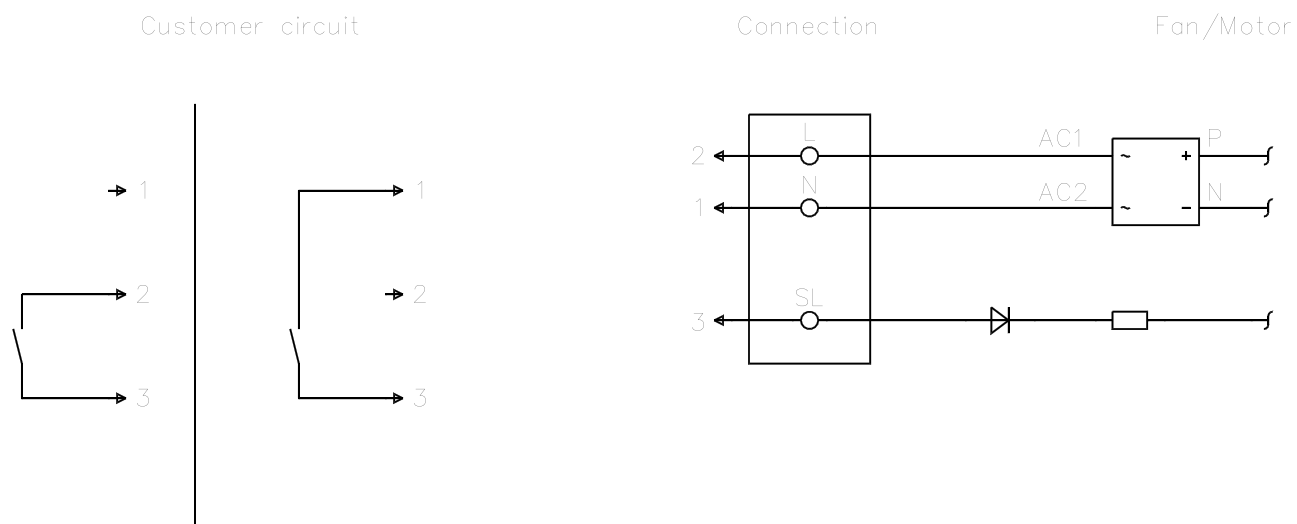 Customer circuit Connection Fan/Motor
L AC1 P
2 ~ +
1 1 N
1 AC2 N
~ -
2 2 SL
3
3 3